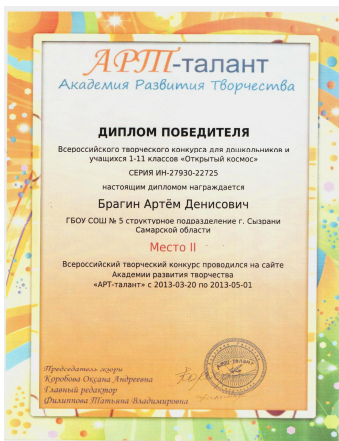 АРТ-талант
Академия Развития Творчества
ДИПЛОМ ПОБЕДИТЕЛЯ
Всероссийского творческого конкурса для дошкольников и
учащихся 1-11 классов «Открытый космос»
СЕРИЯ ИН-27930-22725
настоящим дипломом награждается
Брагин Артём Денисович
ГБОУ СОШ № 5 структурное подразделение г. Сызрани
Самарской области
Место II
Всероссийский творческий конкурс проводился на сайте
Академии развития творчества
«АРТ-талант» с 2013-03-20 по 2013-05-01
Председатель жюри
Коробова Оксана Андреевна
Главный редактор
Филиппова Татьяна Владимировна
АРТ-ТАЛАНТ